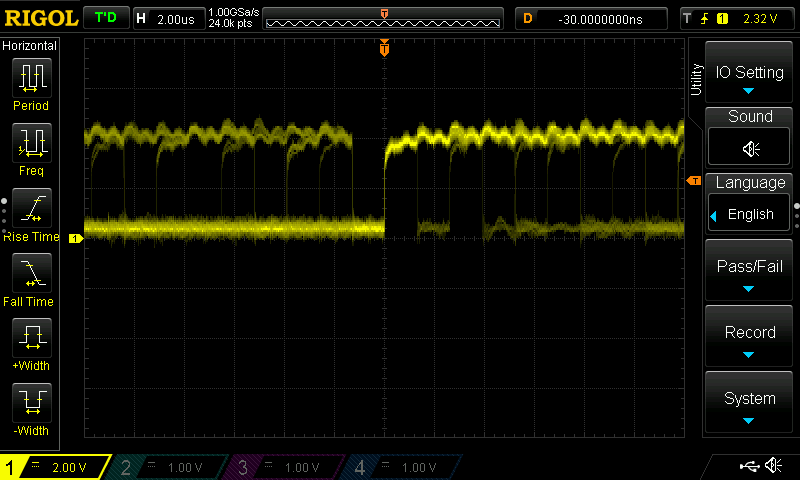 RIGOL T'D H 2.00us 1.00GSa/s 24.0k pts T D -30.0000000ns T 1 2.32 V
Horizontal
Period
Freq
Rise Time
Fall Time
+Width
-Width
T
T
1
Utility
IO Setting
Sound
Language
English
Pass/Fail
Record
System
1 2.00 V 2 1.00 V 3 1.00 V 4 1.00 V